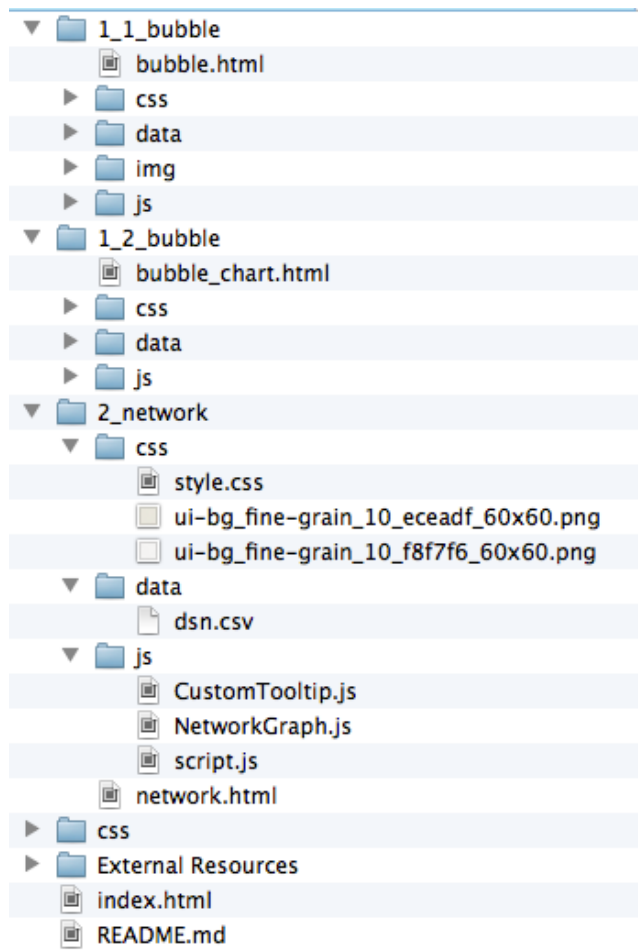 1_1_bubble
bubble.html
css
data
img
js
1_2_bubble
bubble_chart.html
css
data
js
2_network
css
style.css
ui-bg_fine-grain_10_eceadf_60x60.png
ui-bg_fine-grain_10_f8f7f6_60x60.png
data
dsn.csv
js
CustomTooltip.js
NetworkGraph.js
script.js
network.html
css
External Resources
index.html
README.md